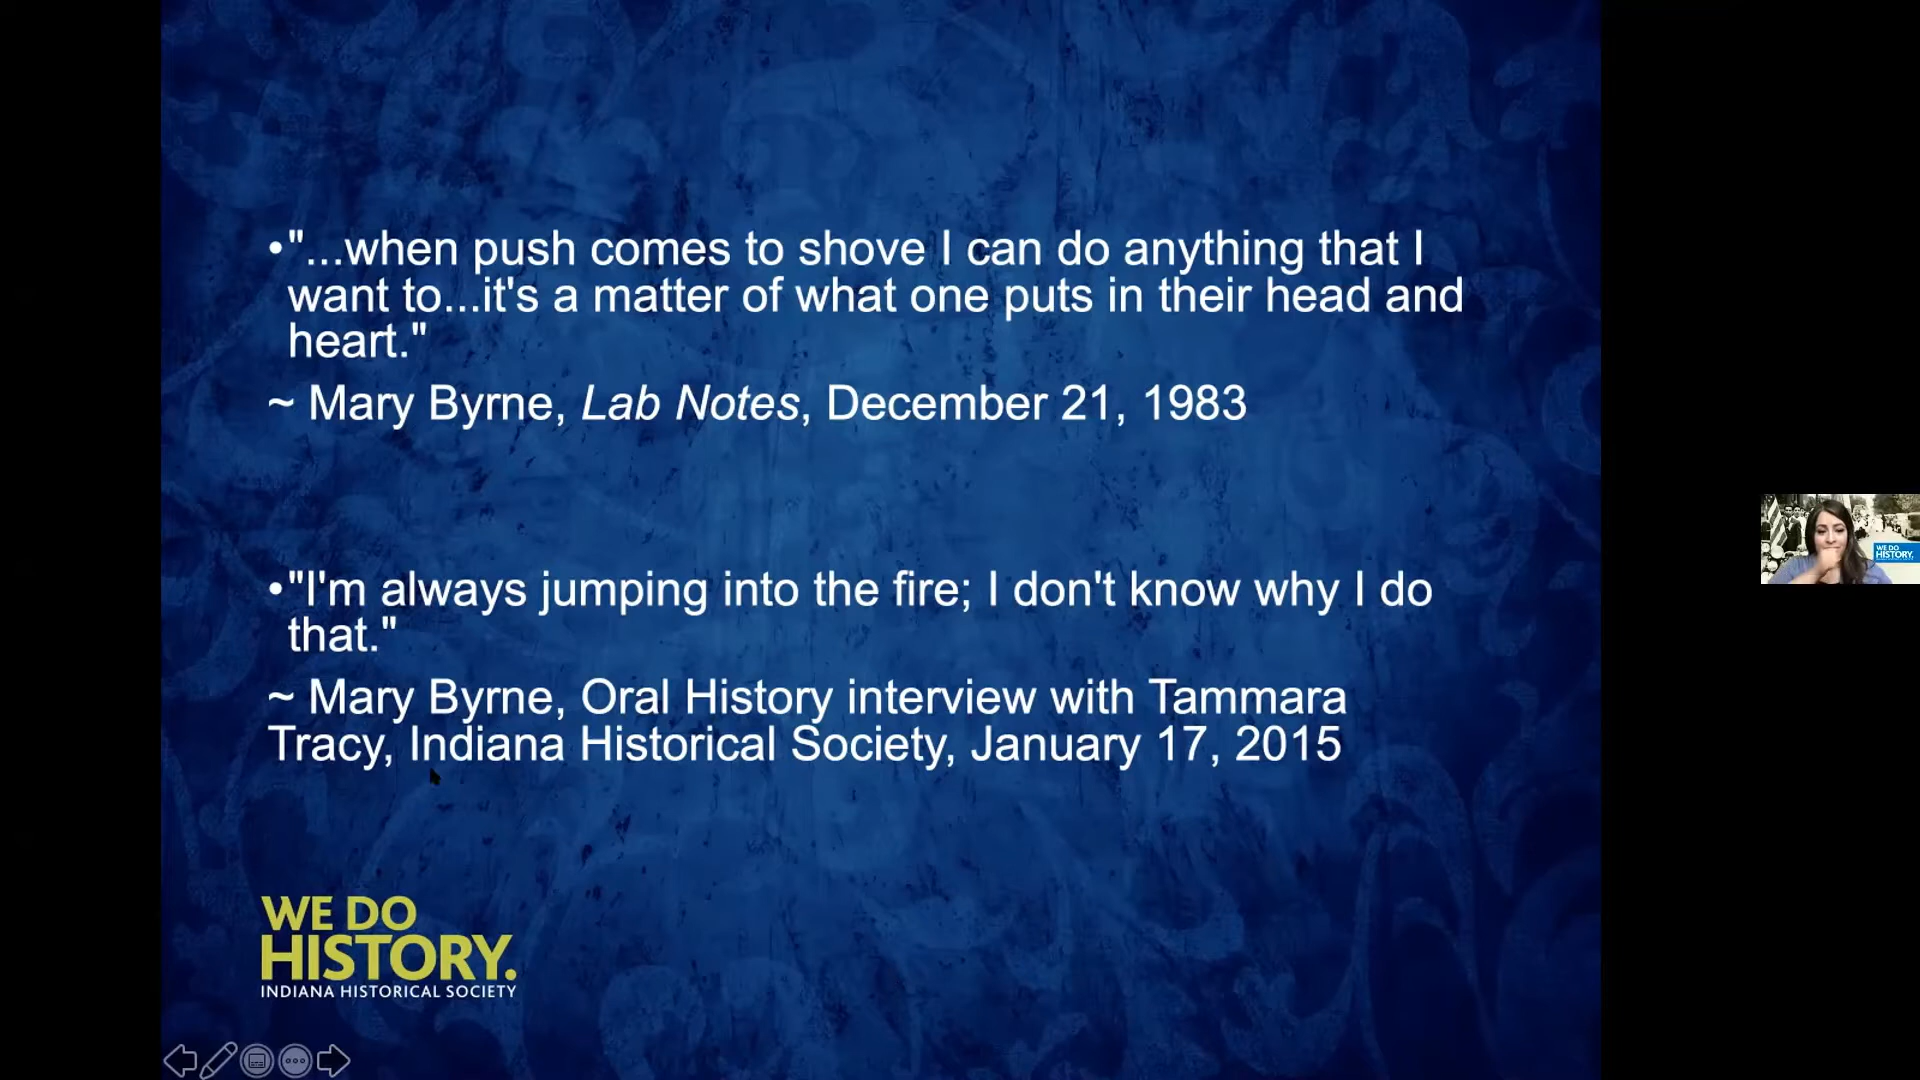 •"...when push comes to shove I can do anything that I
want to...it's a matter of what one puts in their head and
heart."
~ Mary Byrne, Lab Notes, December 21, 1983
•"I'm always jumping into the fire; I don't know why I do
that."
~ Mary Byrne, Oral History interview with Tammara
Tracy, Indiana Historical Society, January 17, 2015
WE DO
HISTORY.
INDIANA HISTORICAL SOCIETY
WE DO
HISTORY.